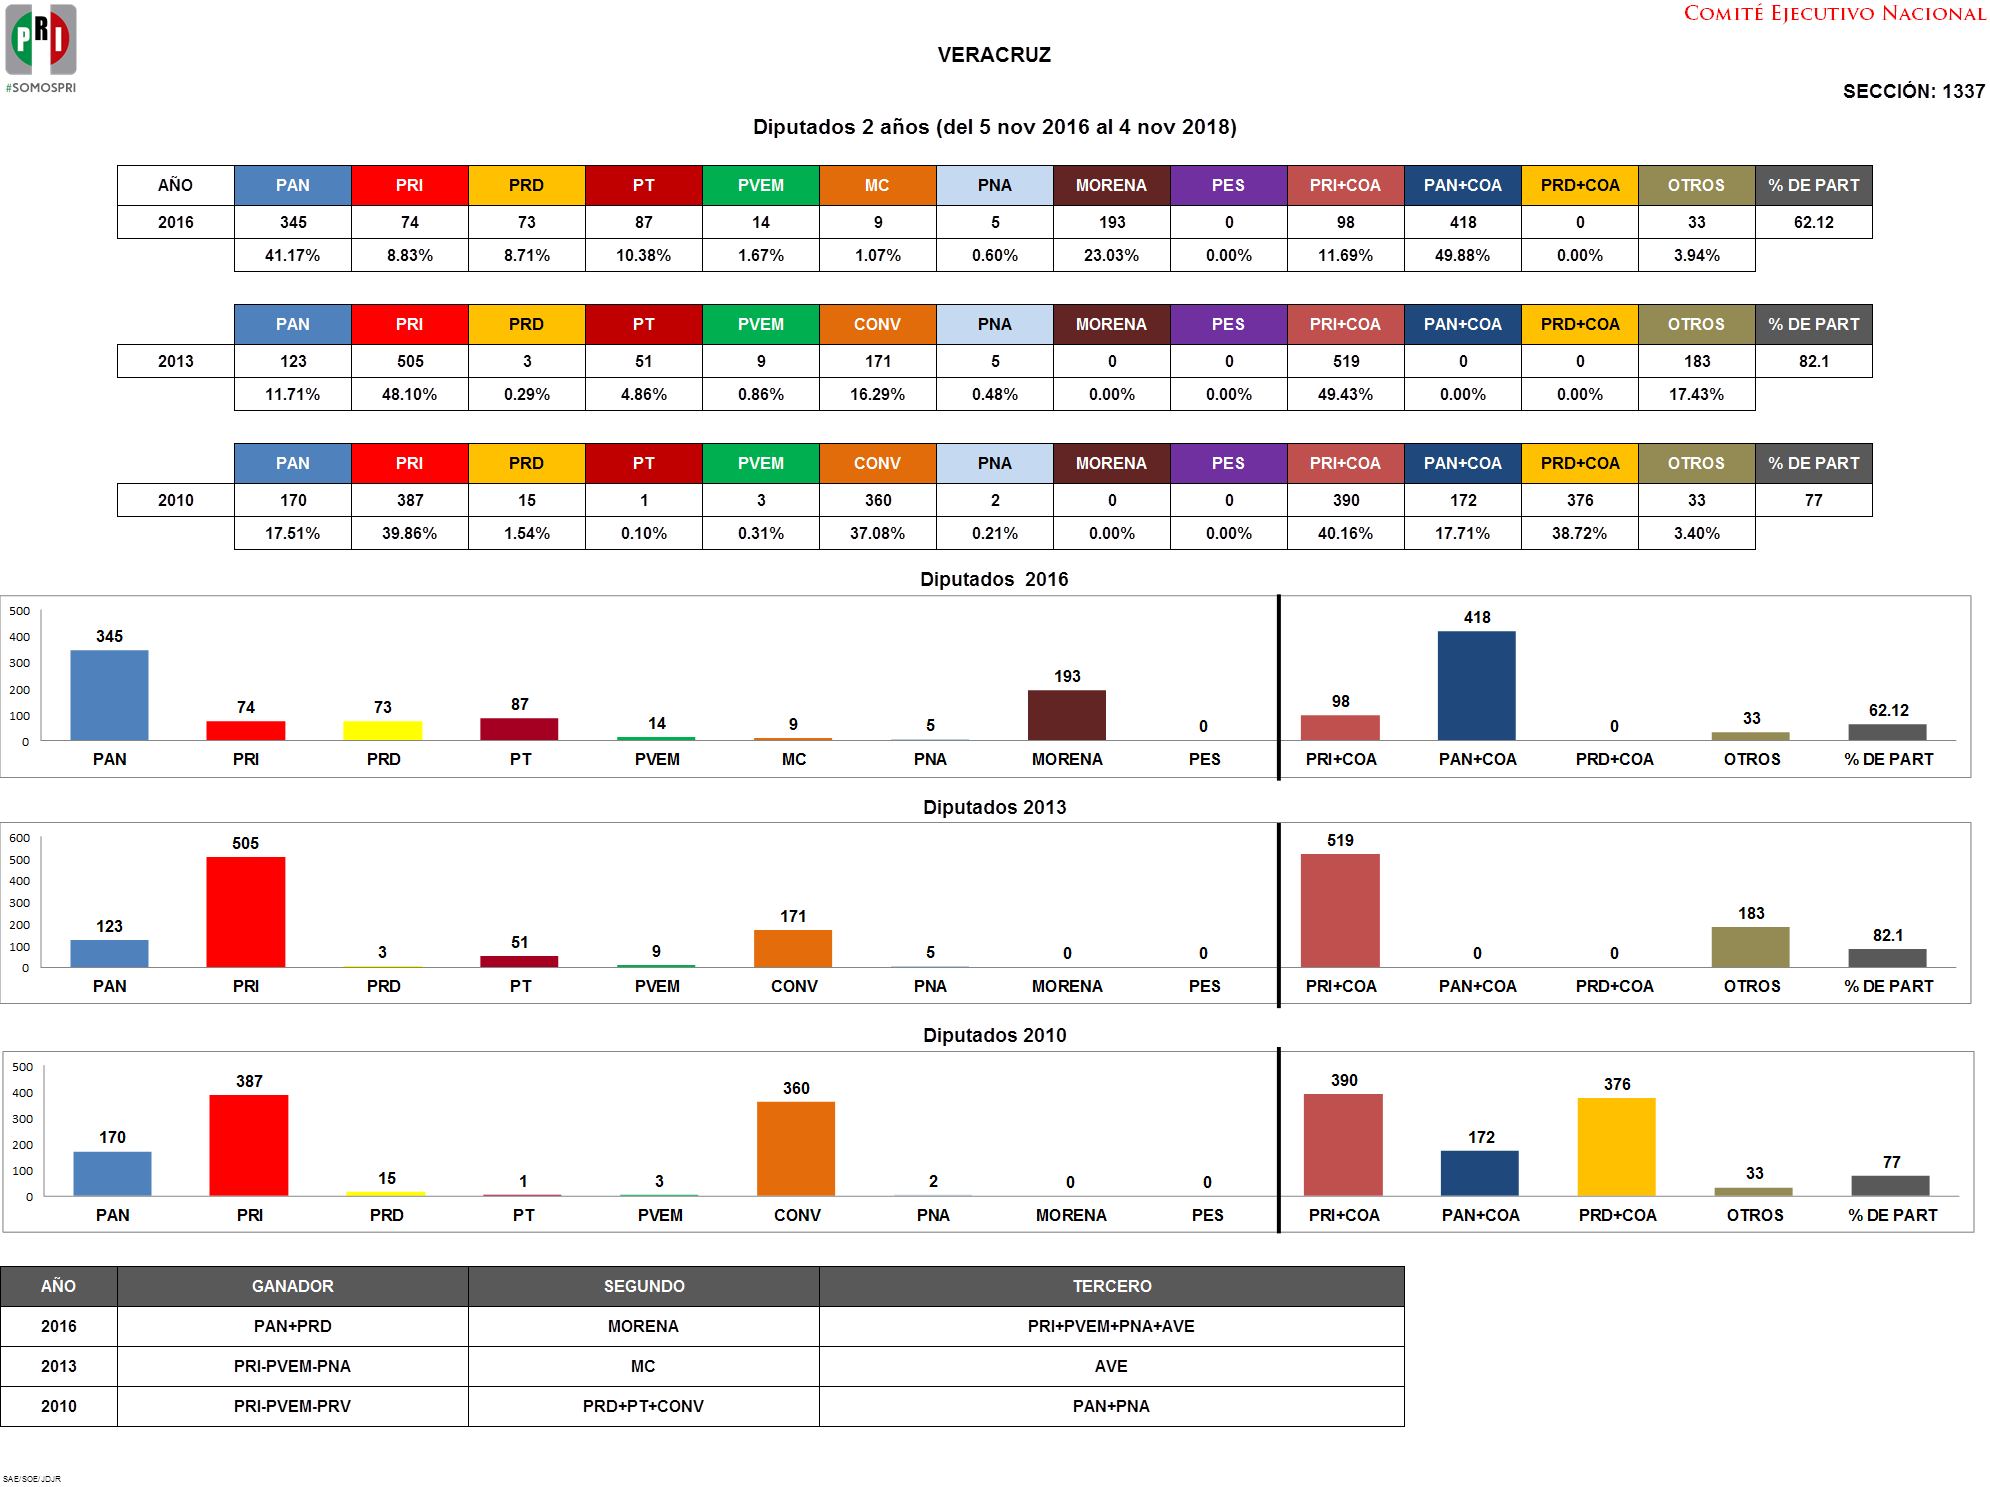 COMITÉ EJECUTIVO NACIONAL
PRI
#SOMOSPRI
VERACRUZ
SECCIÓN: 1337
Diputados 2 años (del 5 nov 2016 al 4 nov 2018)
AÑO PAN PRI PRD PT PVEM MC PNA MORENA PES PRI+COA PAN+COA PRD+COA OTROS % DE PART
2016 345 74 73 87 14 9 5 193 0 98 418 0 33 62.12
41.17% 8.83% 8.71% 10.38% 1.67% 1.07% 0.60% 23.03% 0.00% 11.69% 49.88% 0.00% 3.94%
PAN PRI PRD PT PVEM CONV PNA MORENA PES PRI+COA PAN+COA PRD+COA OTROS % DE PART
2013 123 505 3 51 9 171 5 0 0 519 0 0 183 82.1
11.71% 48.10% 0.29% 4.86% 0.86% 16.29% 0.48% 0.00% 0.00% 49.43% 0.00% 0.00% 17.43%
PAN PRI PRD PT PVEM CONV PNA MORENA PES PRI+COA PAN+COA PRD+COA OTROS % DE PART
2010 170 387 15 1 3 360 2 0 0 390 172 376 33 77
17.51% 39.86% 1.54% 0.10% 0.31% 37.08% 0.21% 0.00% 0.00% 40.16% 17.71% 38.72% 3.40%
Diputados 2016
500
400
300
200
100
0
345 74 73 87 14 9 5 193 0 98 418 0 33 62.12
PAN PRI PRD PT PVEM MC PNA MORENA PES PRI+COA PAN+COA PRD+COA OTROS % DE PART
Diputados 2013
600
500
400
300
200
100
0
123 505 3 51 9 171 5 0 0 519 0 0 183 82.1
PAN PRI PRD PT PVEM CONV PNA MORENA PES PRI+COA PAN+COA PRD+COA OTROS % DE PART
Diputados 2010
500
400
300
200
100
0
170 387 15 1 3 360 2 0 0 390 172 376 33 77
PAN PRI PRD PT PVEM CONV PNA MORENA PES PRI+COA PAN+COA PRD+COA OTROS % DE PART
AÑO GANADOR SEGUNDO TERCERO
2016 PAN+PRD MORENA PRI+PVEM+PNA+AVE
2013 PRI-PVEM-PNA MC AVE
2010 PRI-PVEM-PRV PRD+PT+CONV PAN+PNA
SAE/SOE/JDJR